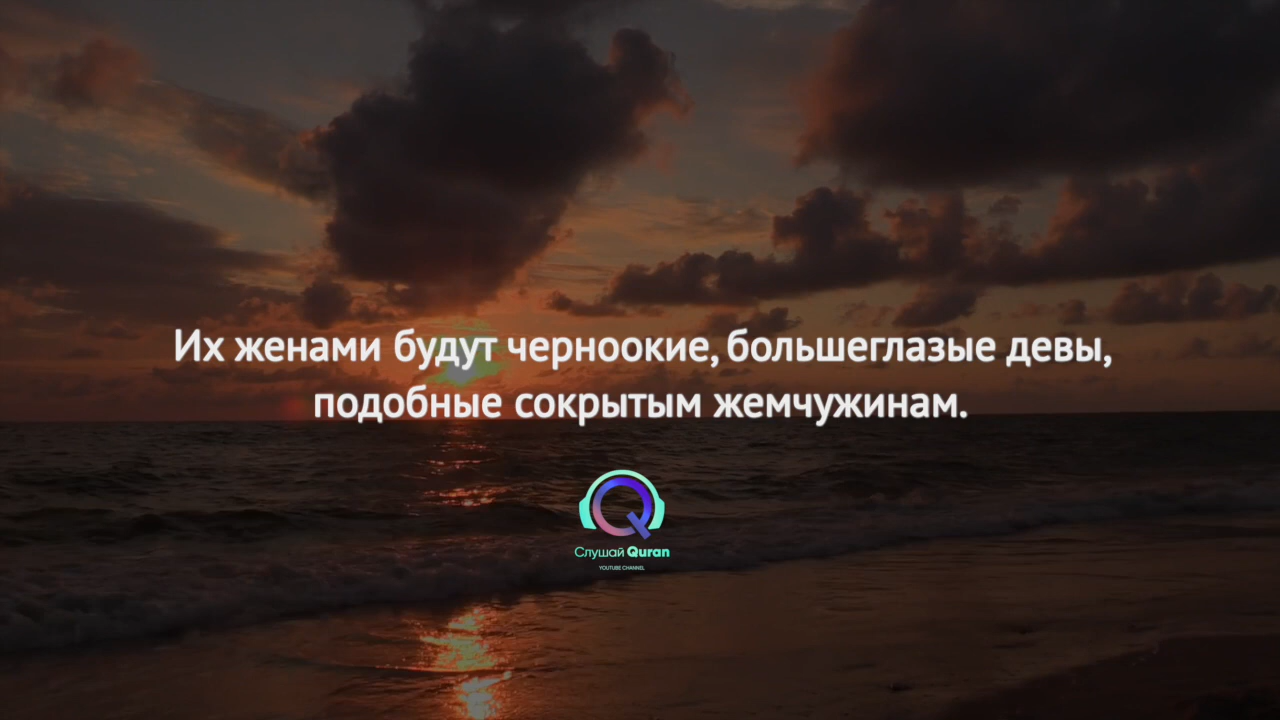 Их женами будут черноокие, большеглазые девы,
подобные сокрытым жемчужинам.
Слушай Quran
YOUTUBE CHANNEL